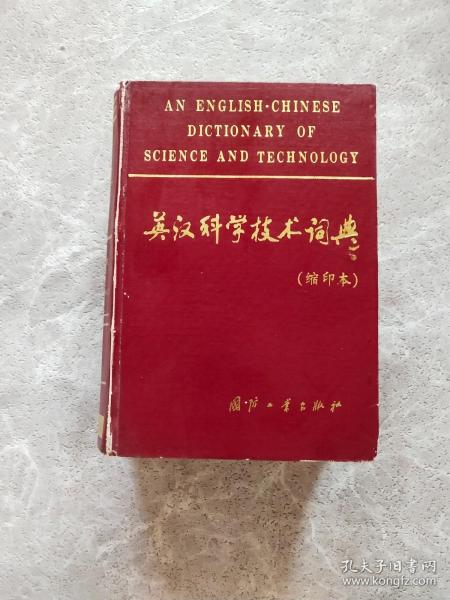 AN ENGLISH-CHINESE
DICTIONARY OF
SCIENCE AND TECHNOLOGY
英汉科学技术词典
(缩印本)
国防工业出版社
孔夫子旧书网
www.kongfz.com